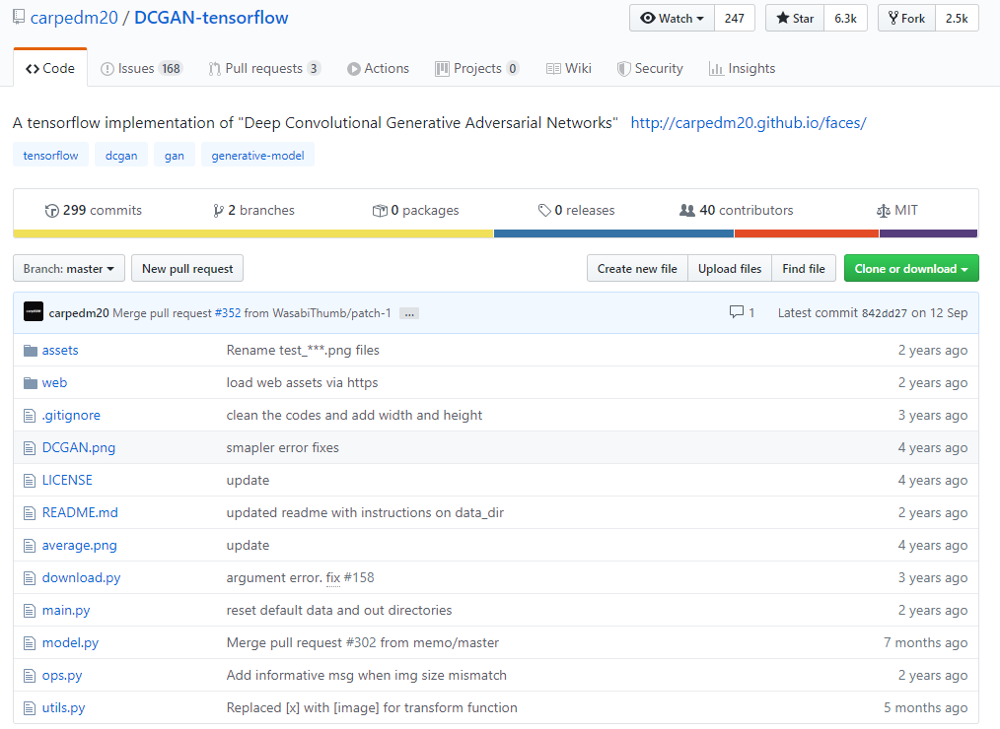 carpedm20 / DCGAN-tensorflow
Watch 247 Star 6.3k Fork 2.5k
Code Issues 168 Pull requests 3 Actions Projects 0 Wiki Security Insights
A tensorflow implementation of "Deep Convolutional Generative Adversarial Networks" http://carpedm20.github.io/faces/
tensorflow dcgan gan generative-model
299 commits 2 branches 0 packages 0 releases 40 contributors MIT
Branch: master New pull request Create new file Upload files Find file Clone or download
carpedm20 Merge pull request #352 from WasabiThumb/patch-1 ... 1 Latest commit 842dd27 on 12 Sep
assets Rename test_***.png files 2 years ago
web load web assets via https 2 years ago
.gitignore clean the codes and add width and height 3 years ago
DCGAN.png smapler error fixes 4 years ago
LICENSE update 4 years ago
README.md updated readme with instructions on data_dir 2 years ago
average.png update 4 years ago
download.py argument error. fix #158 3 years ago
main.py reset default data and out directories 2 years ago
model.py Merge pull request #302 from memo/master 7 months ago
ops.py Add informative msg when img size mismatch 2 years ago
utils.py Replaced [x] with [image] for transform function 5 months ago